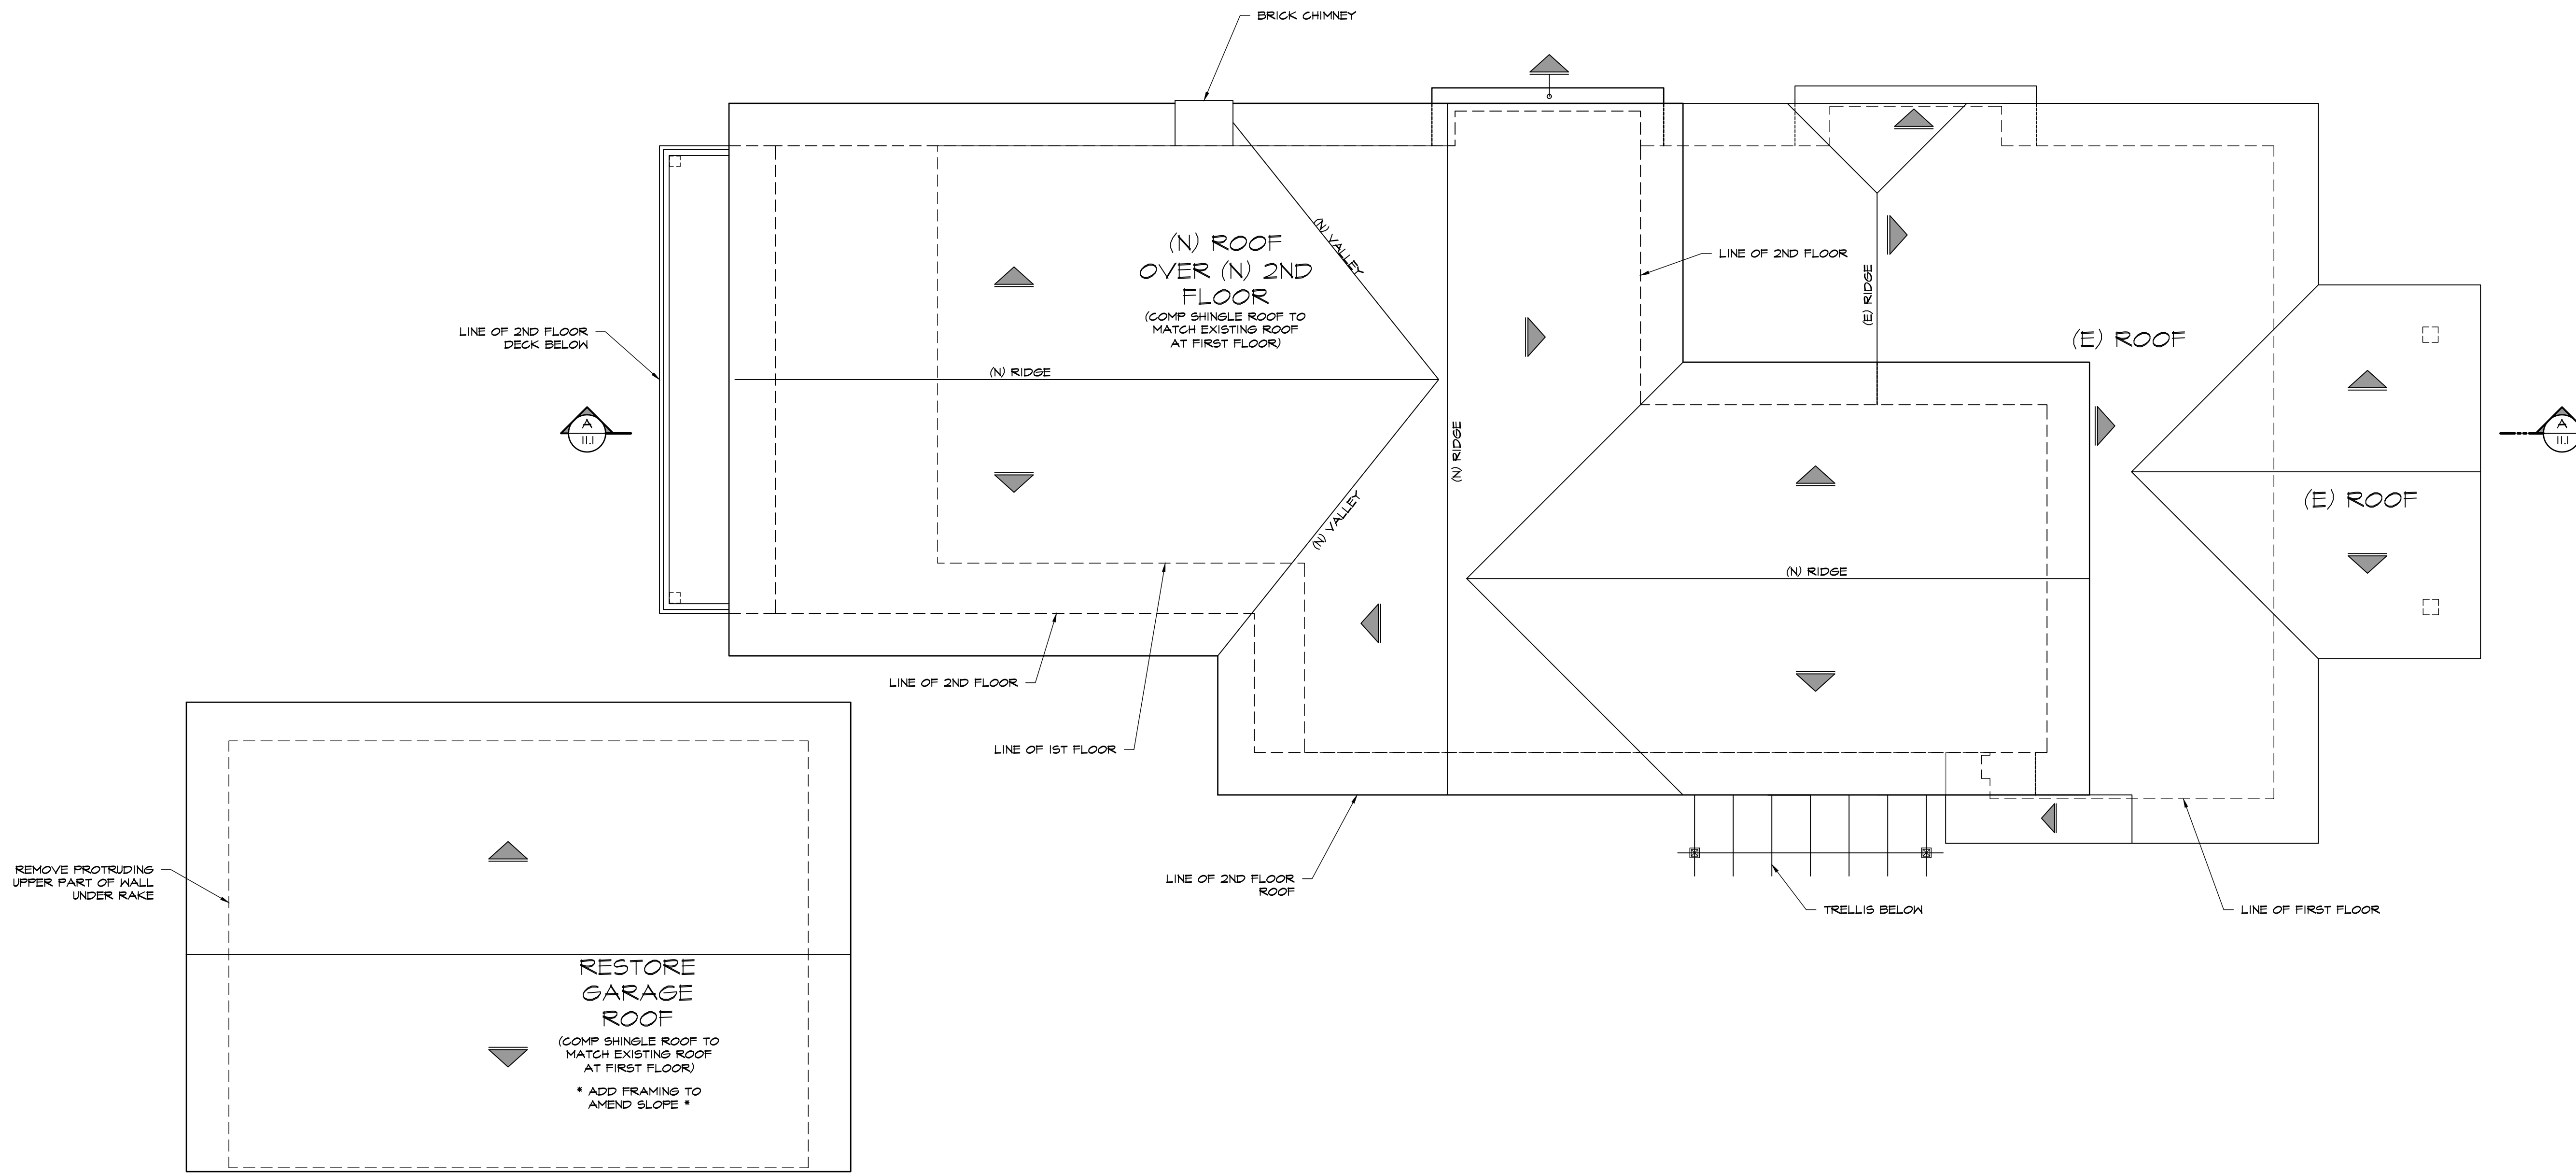 BRICK CHIMNEY
(N) VALLEY
(N) ROOF
OVER (N) 2ND
FLOOR
(COMP SHINGLE ROOF TO
MATCH EXISTING ROOF
AT FIRST FLOOR)
LINE OF 2ND FLOOR
(E) RIDGE
(E) ROOF
LINE OF 2ND FLOOR
DECK BELOW
(N) RIDGE
A
11.1
A
11.1
(N) RIDGE
(E) ROOF
(N) VALLEY
(N) RIDGE
LINE OF 2ND FLOOR
LINE OF 1ST FLOOR
REMOVE PROTRUDING
UPPER PART OF WALL
UNDER RAKE
LINE OF 2ND FLOOR
ROOF
TRELLIS BELOW
LINE OF FIRST FLOOR
RESTORE
GARAGE
ROOF
(COMP SHINGLE ROOF TO
MATCH EXISTING ROOF
AT FIRST FLOOR)
* ADD FRAMING TO
AMEND SLOPE *